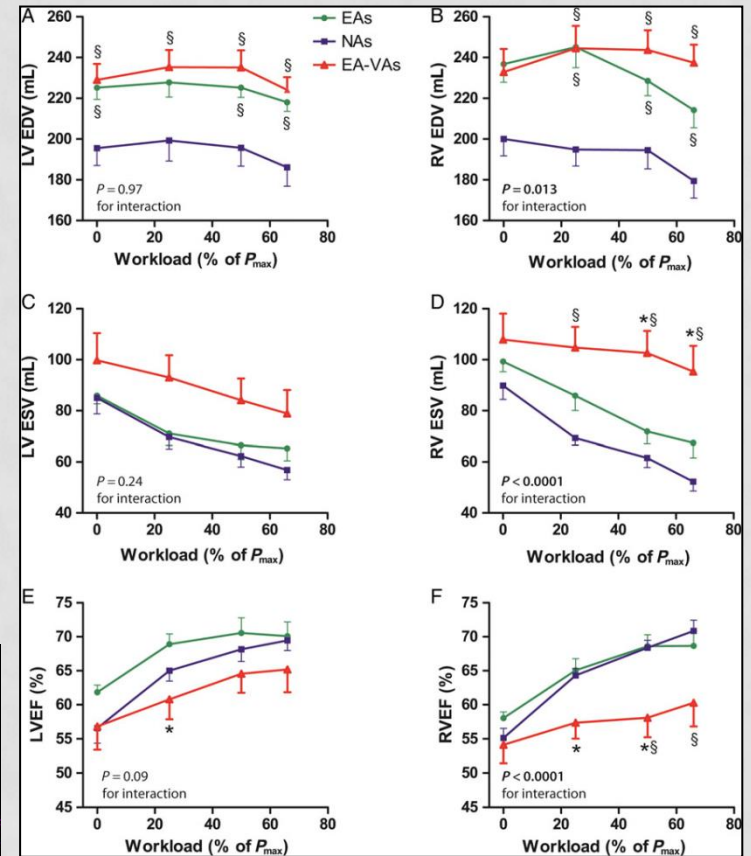 A
260
240
220
200
180
160
LV EDV (mL)
§ § § §
§ § §
P = 0.97
for interaction
0 20 40 60 80
Workload (% of Pmax)
EAs
NAs
EA-VAs
B
260
240
220
200
180
160
RV EDV (mL)
§ § §
§ § §
P = 0.013
for interaction
0 20 40 60 80
Workload (% of Pmax)
C
120
100
80
60
40
LV ESV (mL)
P = 0.24
for interaction
0 20 40 60 80
Workload (% of Pmax)
D
120
100
80
60
40
RV ESV (mL)
§ *§ *§
P < 0.0001
for interaction
0 20 40 60 80
Workload (% of Pmax)
E
75
70
65
60
55
50
45
LVEF (%)
*
P = 0.09
for interaction
0 20 40 60 80
Workload (% of Pmax)
F
75
70
65
60
55
50
45
RVEF (%)
* *§ §
P < 0.0001
for interaction
0 20 40 60 80
Workload (% of Pmax)